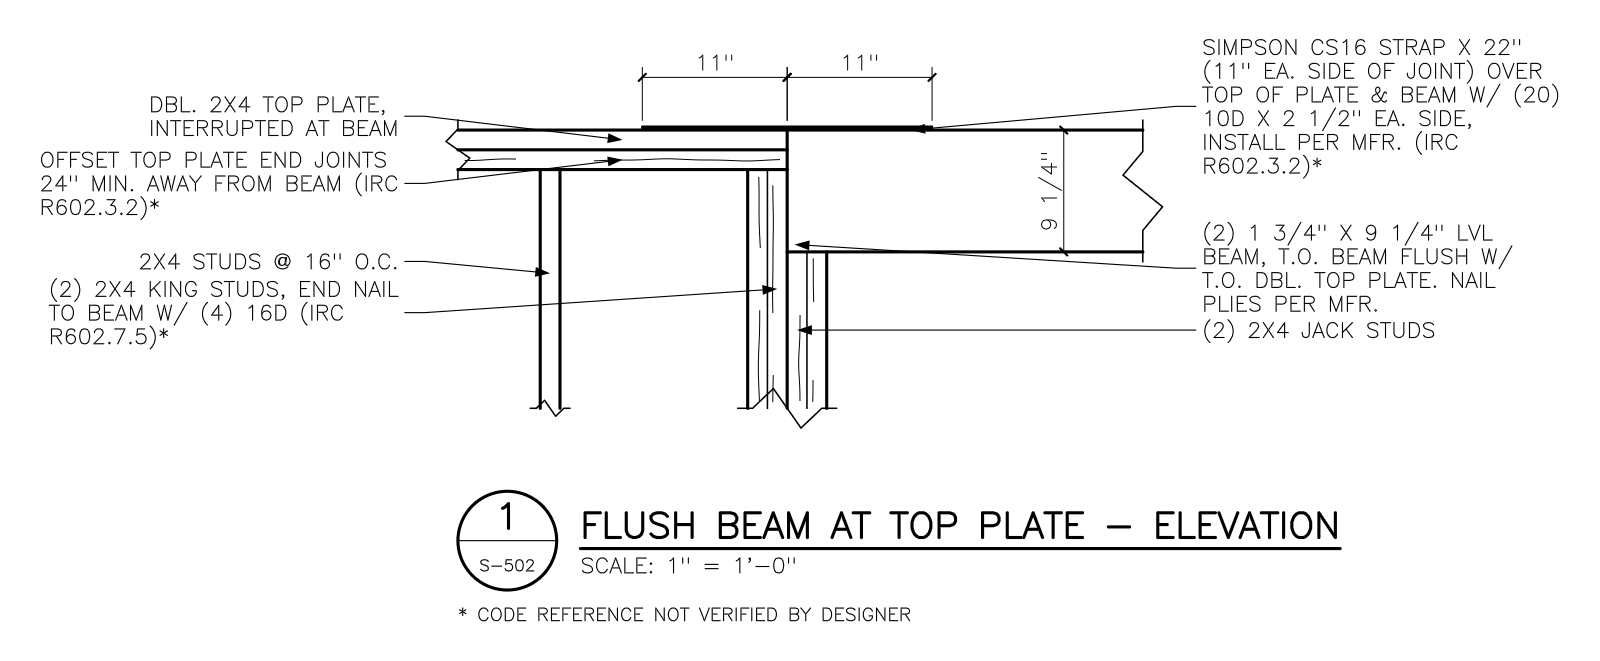 11"
11"
DBL. 2X4 TOP PLATE,
INTERRUPTED AT BEAM
OFFSET TOP PLATE END JOINTS
24" MIN. AWAY FROM BEAM (IRC
R602.3.2)*
2X4 STUDS @ 16" O.C.
(2) 2X4 KING STUDS, END NAIL
TO BEAM W/ (4) 16D (IRC
R602.7.5)*
9 1/4"
SIMPSON CS16 STRAP X 22"
(11" EA. SIDE OF JOINT) OVER
TOP OF PLATE & BEAM W/ (20)
10D X 2 1/2" EA. SIDE,
INSTALL PER MFR. (IRC
R602.3.2)*
(2) 1 3/4" X 9 1/4" LVL
BEAM, T.O. BEAM FLUSH W/
T.O. DBL. TOP PLATE. NAIL
PLIES PER MFR.
(2) 2X4 JACK STUDS
1
S-502
FLUSH BEAM AT TOP PLATE - ELEVATION
SCALE: 1" = 1'-0"
* CODE REFERENCE NOT VERIFIED BY DESIGNER